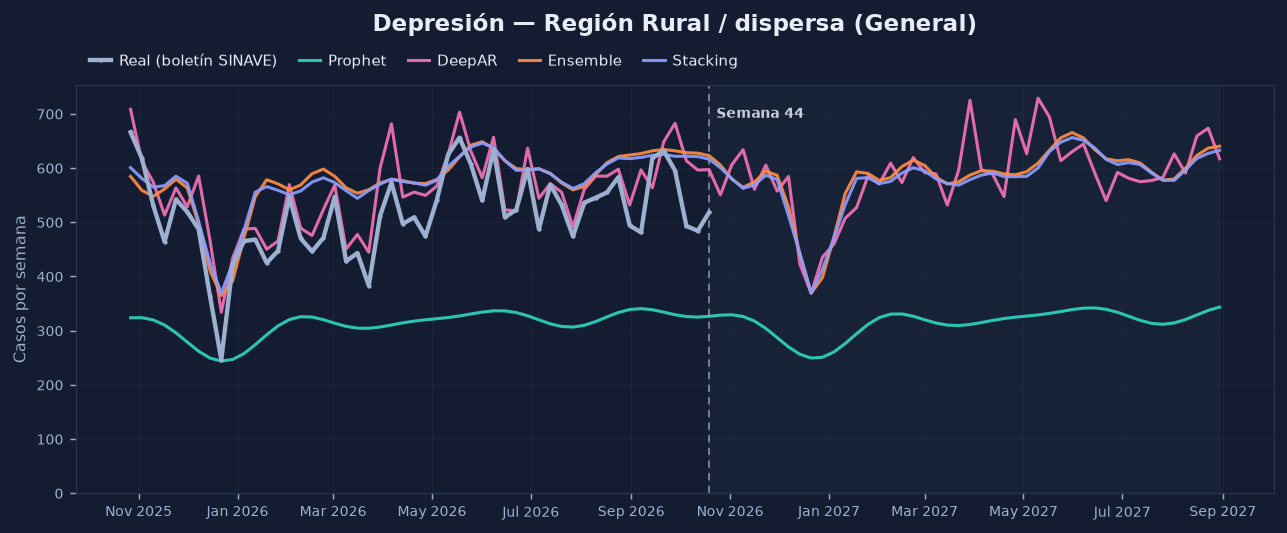 Depresión — Región Rural / dispersa (General)
Real (boletín SINAVE) Prophet DeepAR Ensemble Stacking
Semana 44
Casos por semana
700
600
500
400
300
200
100
0
Nov 2025 Jan 2026 Mar 2026 May 2026 Jul 2026 Sep 2026 Nov 2026 Jan 2027 Mar 2027 May 2027 Jul 2027 Sep 2027